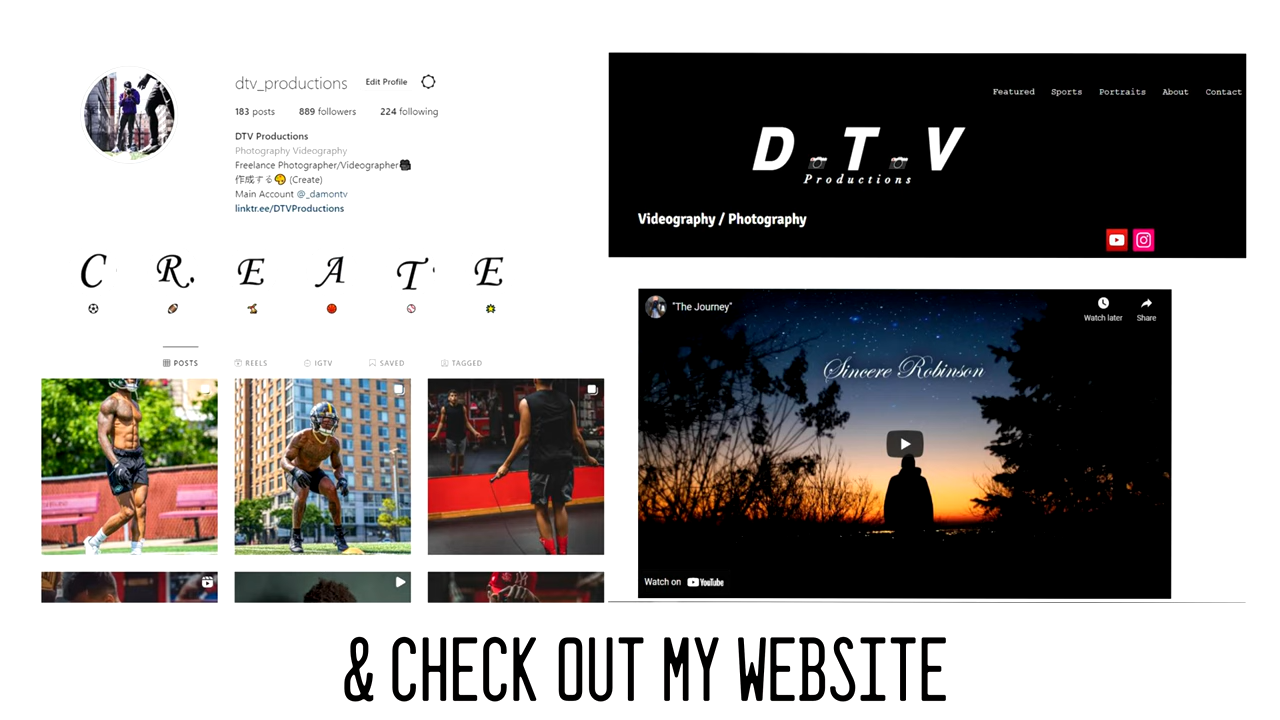 dtv_productions Edit Profile
183 posts 889 followers 224 following
DTV Productions
Photography Videography
Freelance Photographer/Videographer
作成する (Create)
Main Account @_damontv
linktr.ee/DTVProductions
C R. E A T E
POSTS REELS IGTV SAVED TAGGED
Featured Sports Portraits About Contact
D.T.V
Productions
Videography / Photography
"The Journey"
Watch later Share
Sincere Robinson
Watch on YouTube
& CHECK OUT MY WEBSITE